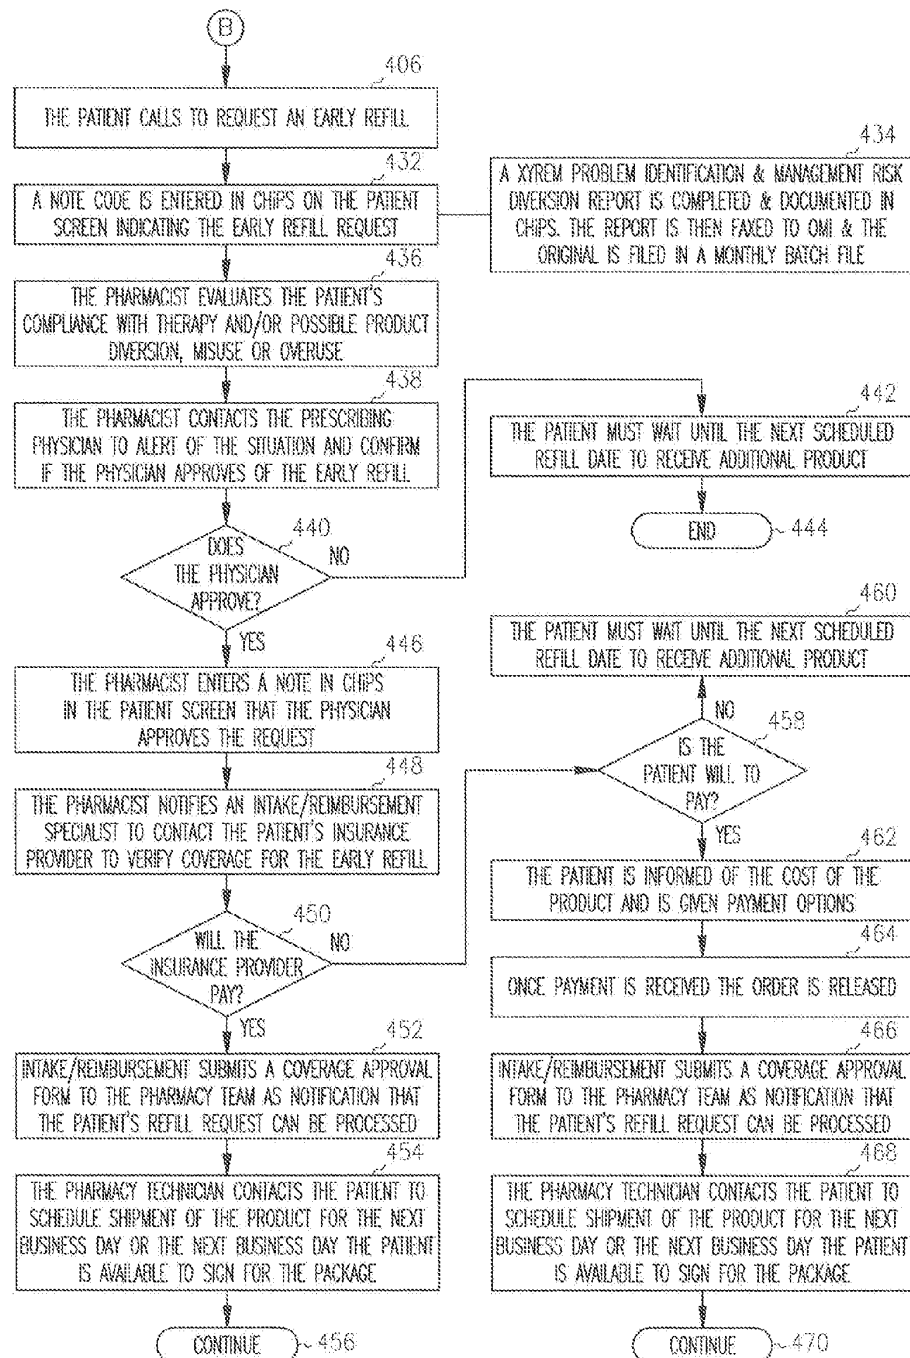 B
406
THE PATIENT CALLS TO REQUEST AN EARLY REFILL
432
A NOTE CODE IS ENTERED IN CHIPS ON THE PATIENT
SCREEN INDICATING THE EARLY REFILL REQUEST
434
A XYREM PROBLEM IDENTIFICATION & MANAGEMENT RISK
DIVERSION REPORT IS COMPLETED & DOCUMENTED IN
CHIPS. THE REPORT IS THEN FAXED TO OMI & THE
ORIGINAL IS FILED IN A MONTHLY BATCH FILE
436
THE PHARMACIST EVALUATES THE PATIENT'S
COMPLIANCE WITH THERAPY AND/OR POSSIBLE PRODUCT
DIVERSION, MISUSE OR OVERUSE
438
THE PHARMACIST CONTACTS THE PRESCRIBING
PHYSICIAN TO ALERT OF THE SITUATION AND CONFIRM
IF THE PHYSICIAN APPROVES OF THE EARLY REFILL
440
DOES
THE PHYSICIAN
APPROVE?
NO
YES
442
THE PATIENT MUST WAIT UNTIL THE NEXT SCHEDULED
REFILL DATE TO RECEIVE ADDITIONAL PRODUCT
END
444
446
THE PHARMACIST ENTERS A NOTE IN CHIPS
IN THE PATIENT SCREEN THAT THE PHYSICIAN
APPROVES THE REQUEST
448
THE PHARMACIST NOTIFIES AN INTAKE/REIMBURSEMENT
SPECIALIST TO CONTACT THE PATIENT'S INSURANCE
PROVIDER TO VERIFY COVERAGE FOR THE EARLY REFILL
450
WILL THE
INSURANCE PROVIDER
PAY?
NO
YES
452
INTAKE/REIMBURSEMENT SUBMITS A COVERAGE APPROVAL
FORM TO THE PHARMACY TEAM AS NOTIFICATION THAT
THE PATIENT'S REFILL REQUEST CAN BE PROCESSED
454
THE PHARMACY TECHNICIAN CONTACTS THE PATIENT TO
SCHEDULE SHIPMENT OF THE PRODUCT FOR THE NEXT
BUSINESS DAY OR THE NEXT BUSINESS DAY THE PATIENT
IS AVAILABLE TO SIGN FOR THE PACKAGE
CONTINUE
456
460
THE PATIENT MUST WAIT UNTIL THE NEXT SCHEDULED
REFILL DATE TO RECEIVE ADDITIONAL PRODUCT
NO
458
IS THE
PATIENT WILL TO
PAY?
YES
462
THE PATIENT IS INFORMED OF THE COST OF THE
PRODUCT AND IS GIVEN PAYMENT OPTIONS
464
ONCE PAYMENT IS RECEIVED THE ORDER IS RELEASED
466
INTAKE/REIMBURSEMENT SUBMITS A COVERAGE APPROVAL
FORM TO THE PHARMACY TEAM AS NOTIFICATION THAT
THE PATIENT'S REFILL REQUEST CAN BE PROCESSED
468
THE PHARMACY TECHNICIAN CONTACTS THE PATIENT TO
SCHEDULE SHIPMENT OF THE PRODUCT FOR THE NEXT
BUSINESS DAY OR THE NEXT BUSINESS DAY THE PATIENT
IS AVAILABLE TO SIGN FOR THE PACKAGE
CONTINUE
470